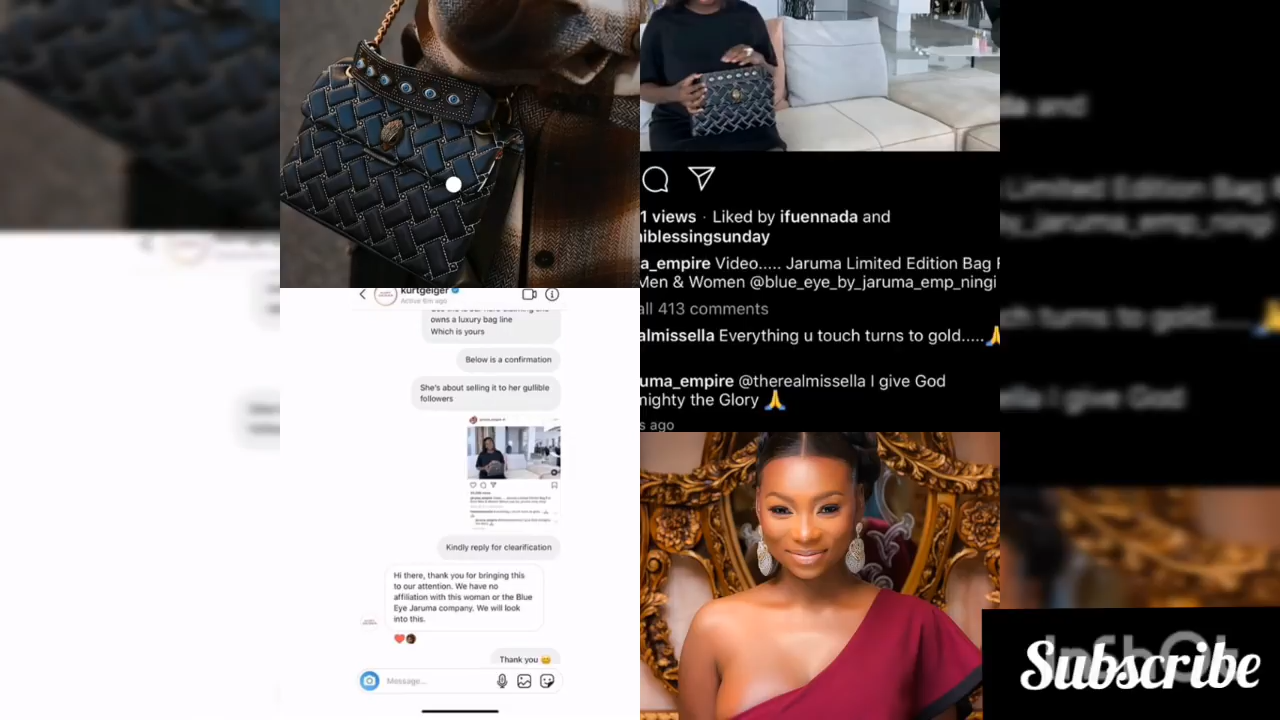 kurtgeiger
Active 6m ago
owns a luxury bag line
Which is yours
Below is a confirmation
She's about selling it to her gullible
followers
Kindly reply for clearification
Hi there, thank you for bringing this
to our attention. We have no
affiliation with this woman or the Blue
Eye Jaruma company. We will look
into this.
Thank you 😊
Message...
1 views · Liked by ifuennada and
iblessingsunday
a_empire Video..... Jaruma Limited Edition Bag F
Men & Women @blue_eye_by_jaruma_emp_ningi
all 413 comments
almissella Everything u touch turns to gold.....🙏
uma_empire @therealmissella I give God
mighty the Glory 🙏
s ago
Subscribe